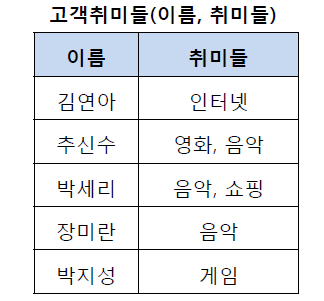 고객취미들(이름, 취미들)
이름 취미들
김연아 인터넷
추신수 영화, 음악
박세리 음악, 쇼핑
장미란 음악
박지성 게임